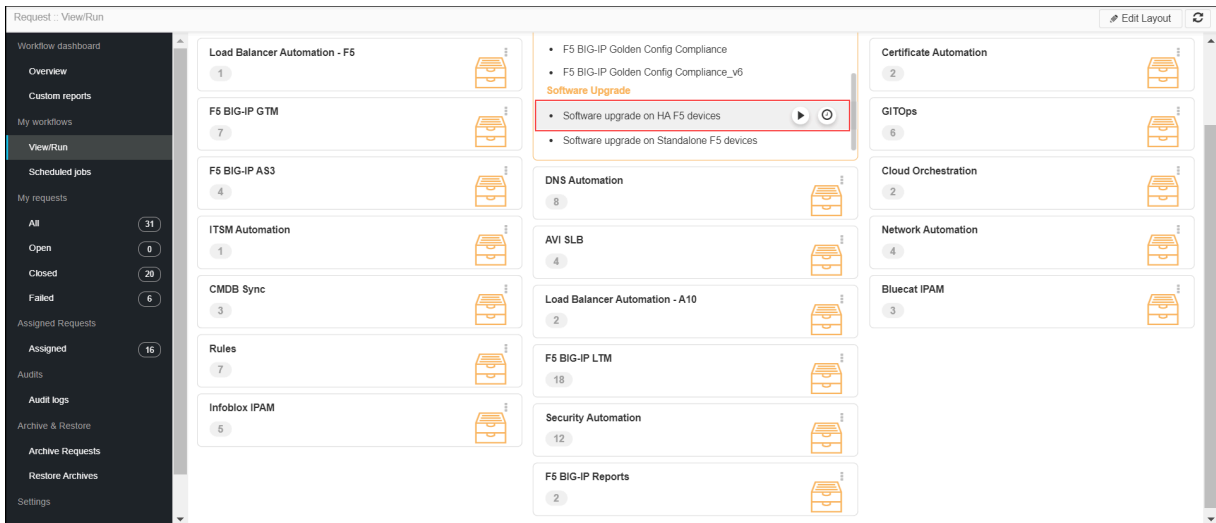 Request :: View/Run
Edit Layout
Workflow dashboard
Overview
Custom reports
My workflows
View/Run
Scheduled jobs
My requests
All 31
Open 0
Closed 20
Failed 6
Assigned Requests
Assigned 16
Audits
Audit logs
Archive & Restore
Archive Requests
Restore Archives
Settings
Load Balancer Automation - F5
1
F5 BIG-IP GTM
7
F5 BIG-IP AS3
4
ITSM Automation
1
CMDB Sync
3
Rules
7
Infoblox IPAM
5
• F5 BIG-IP Golden Config Compliance
• F5 BIG-IP Golden Config Compliance_v6
Software Upgrade
• Software upgrade on HA F5 devices
• Software upgrade on Standalone F5 devices
DNS Automation
8
AVI SLB
4
Load Balancer Automation - A10
2
F5 BIG-IP LTM
18
Security Automation
12
F5 BIG-IP Reports
2
Certificate Automation
2
GITOps
6
Cloud Orchestration
2
Network Automation
4
Bluecat IPAM
3